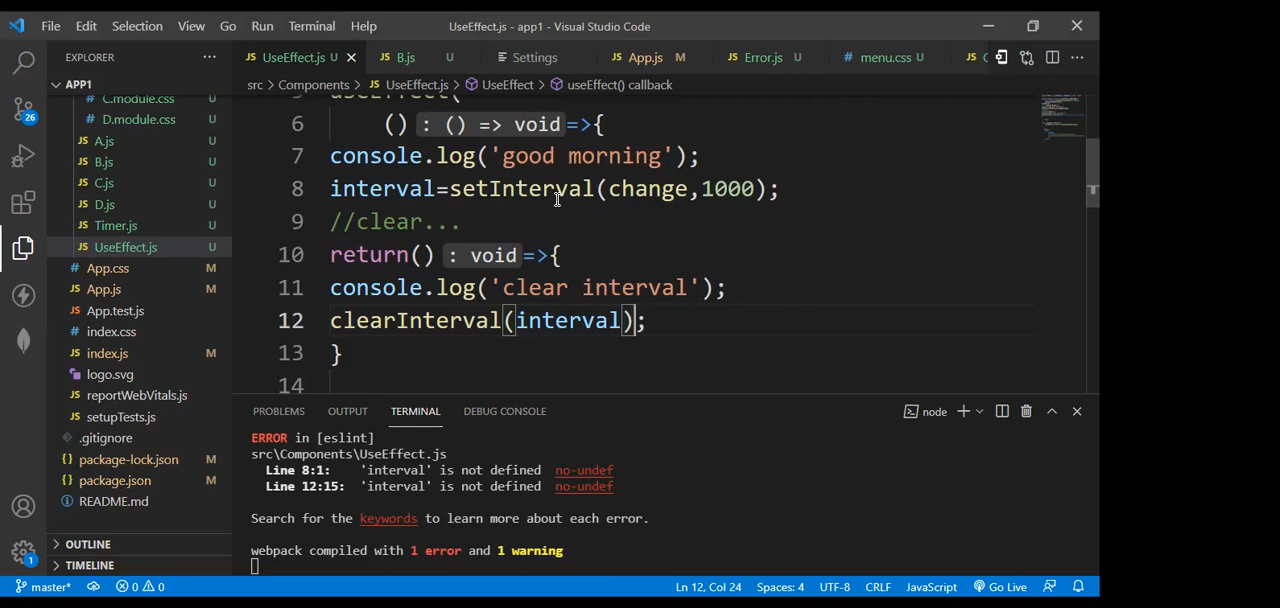 File Edit Selection View Go Run Terminal Help UseEffect.js - app1 - Visual Studio Code
EXPLORER
APP1
C.module.css U
D.module.css U
A.js U
B.js U
C.js U
D.js U
Timer.js U
UseEffect.js U
App.css M
App.js M
App.test.js
index.css
index.js M
logo.svg
reportWebVitals.js
setupTests.js
.gitignore
package-lock.json M
package.json M
README.md
OUTLINE
TIMELINE
26
1
UseEffect.js U B.js U Settings App.js M Error.js U menu.css U
src > Components > UseEffect.js > UseEffect > useEffect() callback
useEffect(
6 () : () => void =>{
7 console.log('good morning');
8 interval=setInterval(change,1000);
9 //clear...
10 return() : void =>{
11 console.log('clear interval');
12 clearInterval(interval);
13 }
14
PROBLEMS OUTPUT TERMINAL DEBUG CONSOLE node
ERROR in [eslint]
src\Components\UseEffect.js
Line 8:1: 'interval' is not defined no-undef
Line 12:15: 'interval' is not defined no-undef
Search for the keywords to learn more about each error.
webpack compiled with 1 error and 1 warning
master* 0 0 Ln 12, Col 24 Spaces: 4 UTF-8 CRLF JavaScript Go Live